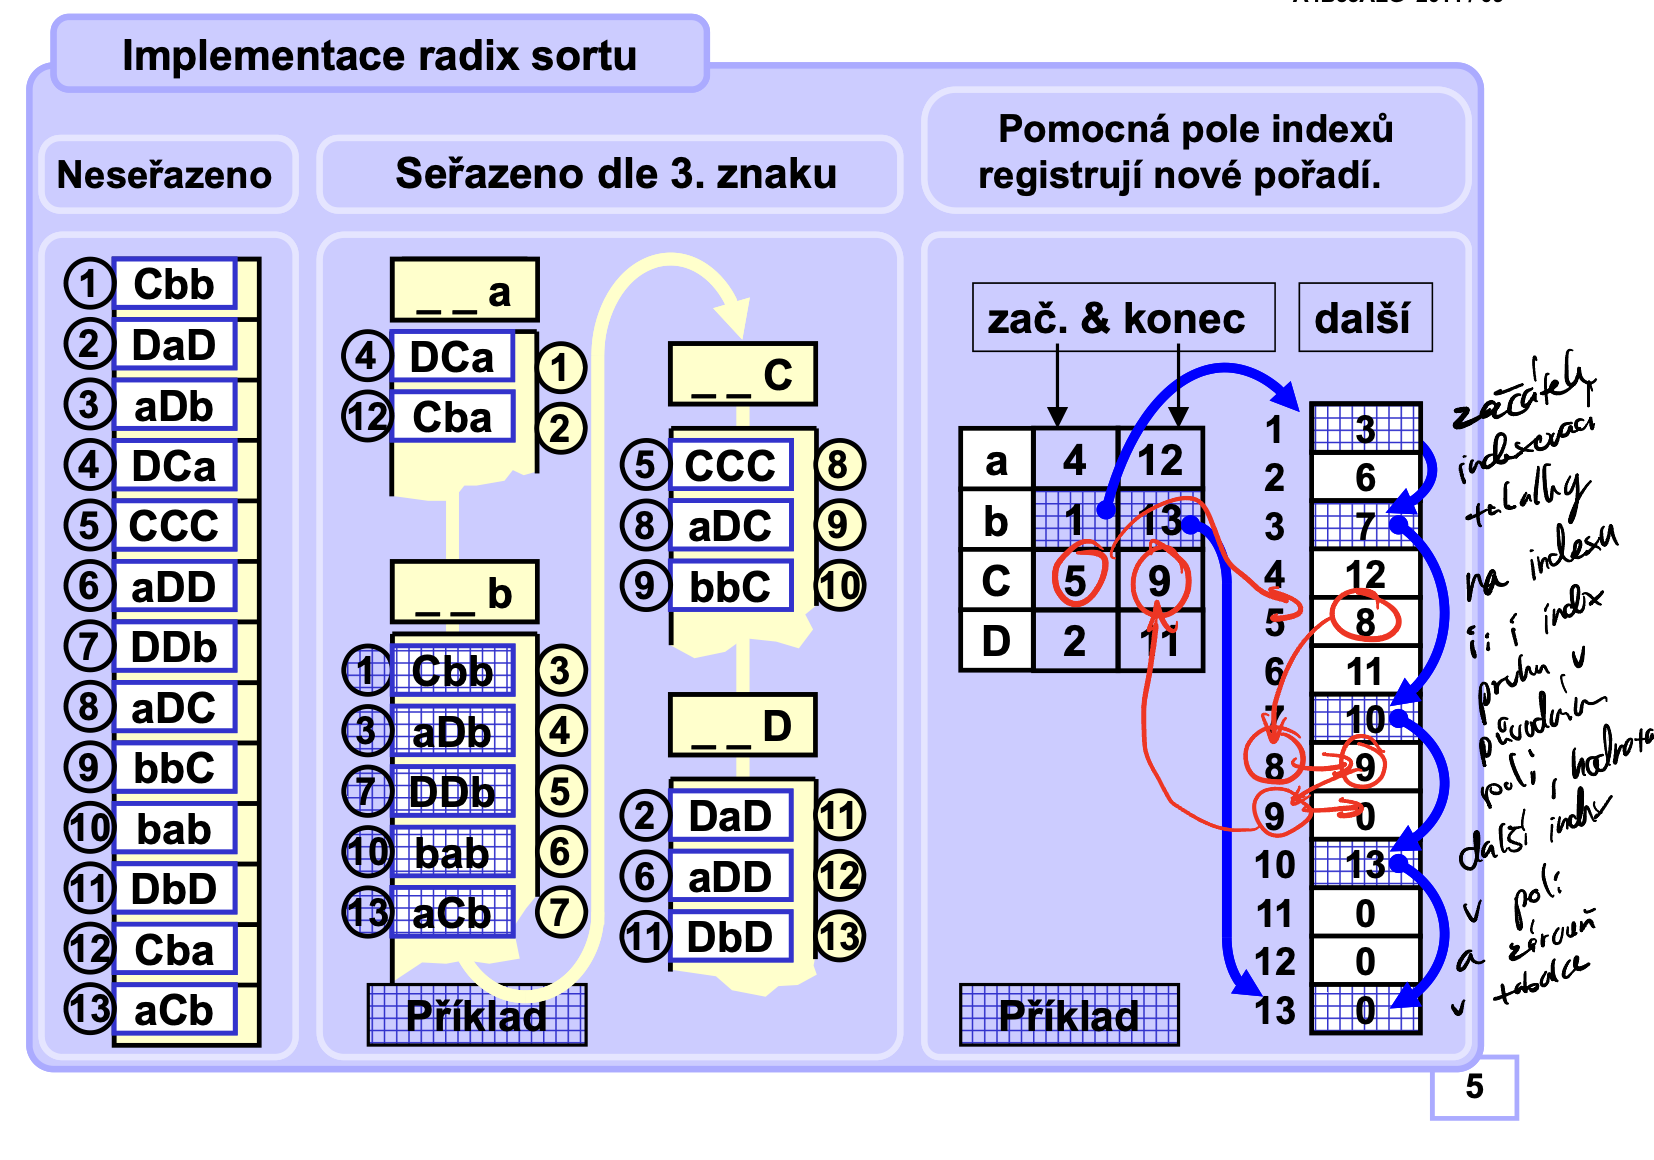 Implementace radix sortu
Neseřazeno
Seřazeno dle 3. znaku
Pomocná pole indexů
registrují nové pořadí.
1 Cbb
2 DaD
3 aDb
4 DCa
5 CCC
6 aDD
7 DDb
8 aDC
9 bbC
10 bab
11 DbD
12 Cba
13 aCb
_ _ a
4 DCa 1
12 Cba 2
_ _ b
1 Cbb 3
3 aDb 4
7 DDb 5
10 bab 6
13 aCb 7
Příklad
_ _ C
5 CCC 8
8 aDC 9
9 bbC 10
_ _ D
2 DaD 11
6 aDD 12
11 DbD 13
zač. & konec
a 4 12
b 1 13
C 5 9
D 2 11
Příklad
další
1 3
2 6
3 7
4 12
5 8
6 11
7 10
8 9
9 0
10 13
11 0
12 0
13 0
začátek
indexerací
tabulky
na indexu
i: i index
prvku v
původním
poli, hodnota
další index
v poli
a zároveň
v tabulce
5